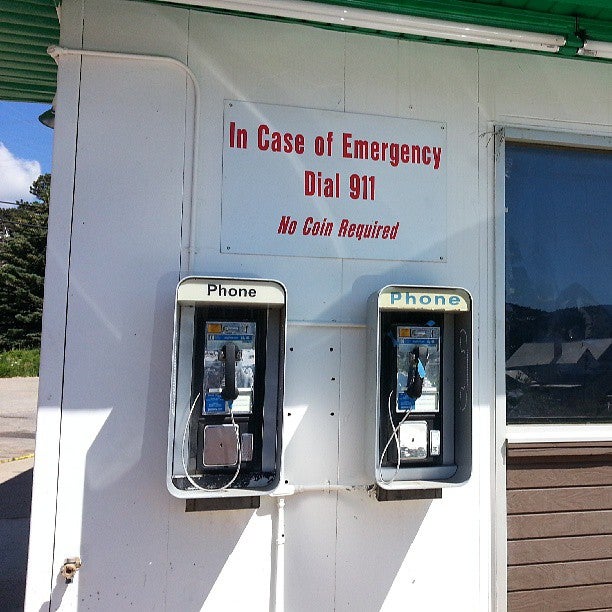 In Case of Emergency
Dial 911
No Coin Required
Phone
Phone